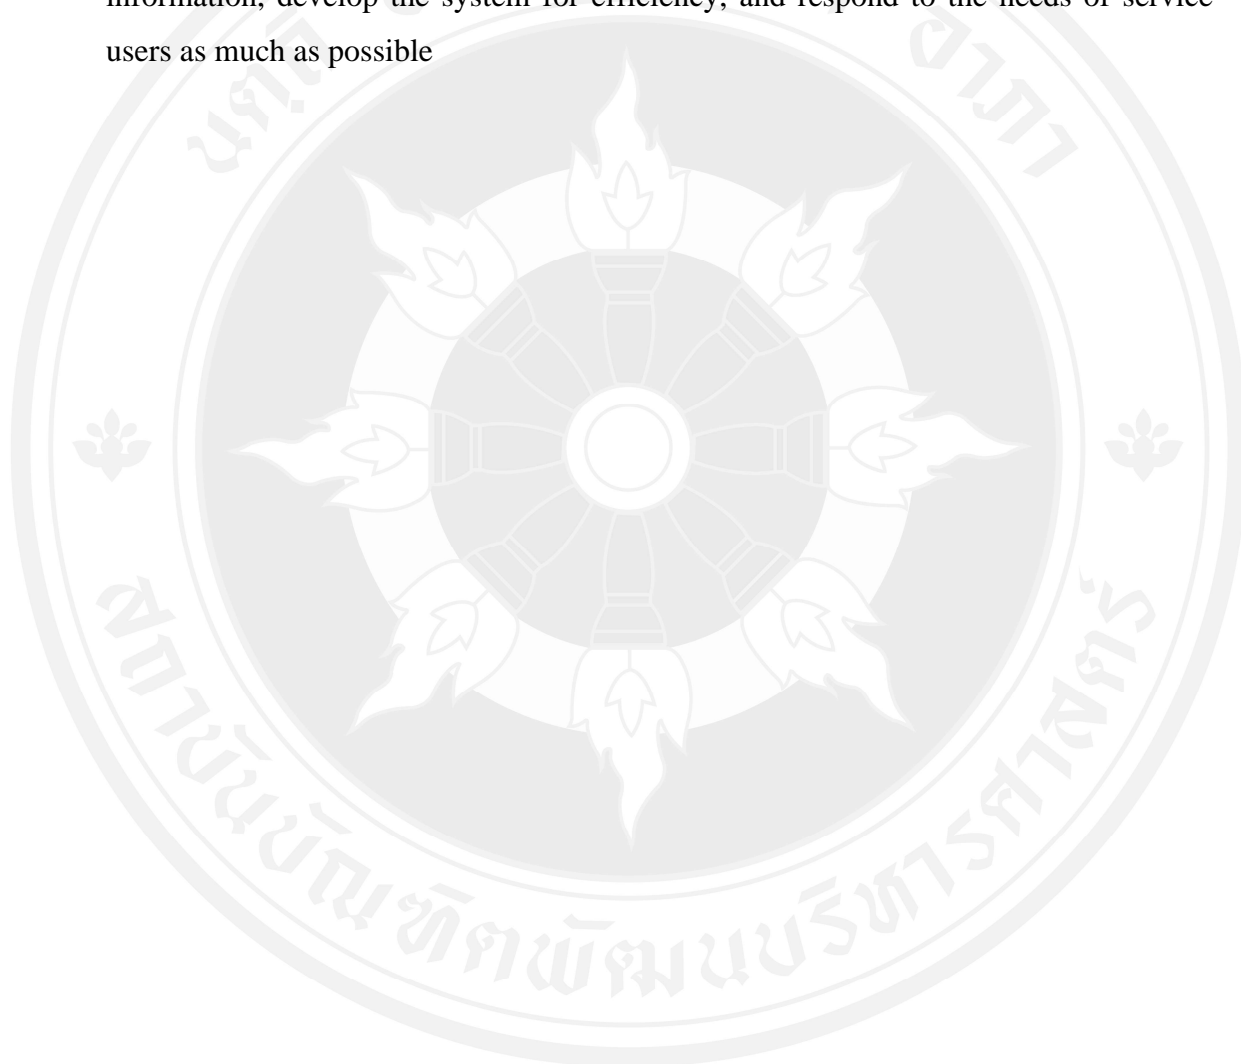 information, develop the system for efficiency, and respond to the needs of service
users as much as possible
สถาบันบัณฑิตพัฒนบริหารศาสตร์